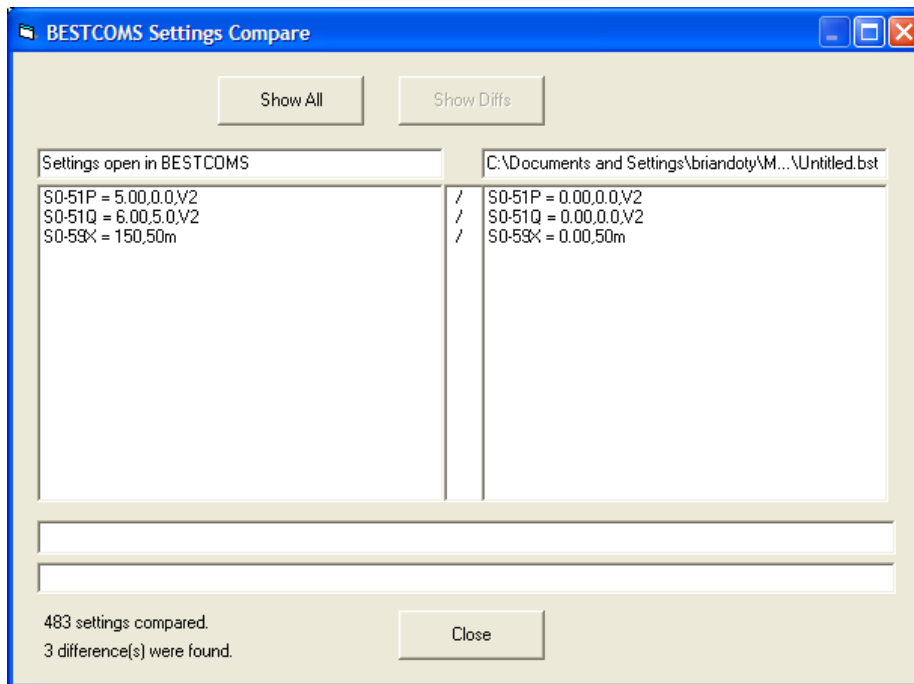 BESTCOMS Settings Compare
Show All
Show Diffs
Settings open in BESTCOMS
C:\Documents and Settings\briandoty\M...\Untitled.bst
S0-51P = 5.00,0.0,V2 / S0-51P = 0.00,0.0,V2
S0-51Q = 6.00,5.0,V2 / S0-51Q = 0.00,0.0,V2
S0-59X = 150,50m / S0-59X = 0.00,50m
483 settings compared.
3 difference(s) were found.
Close